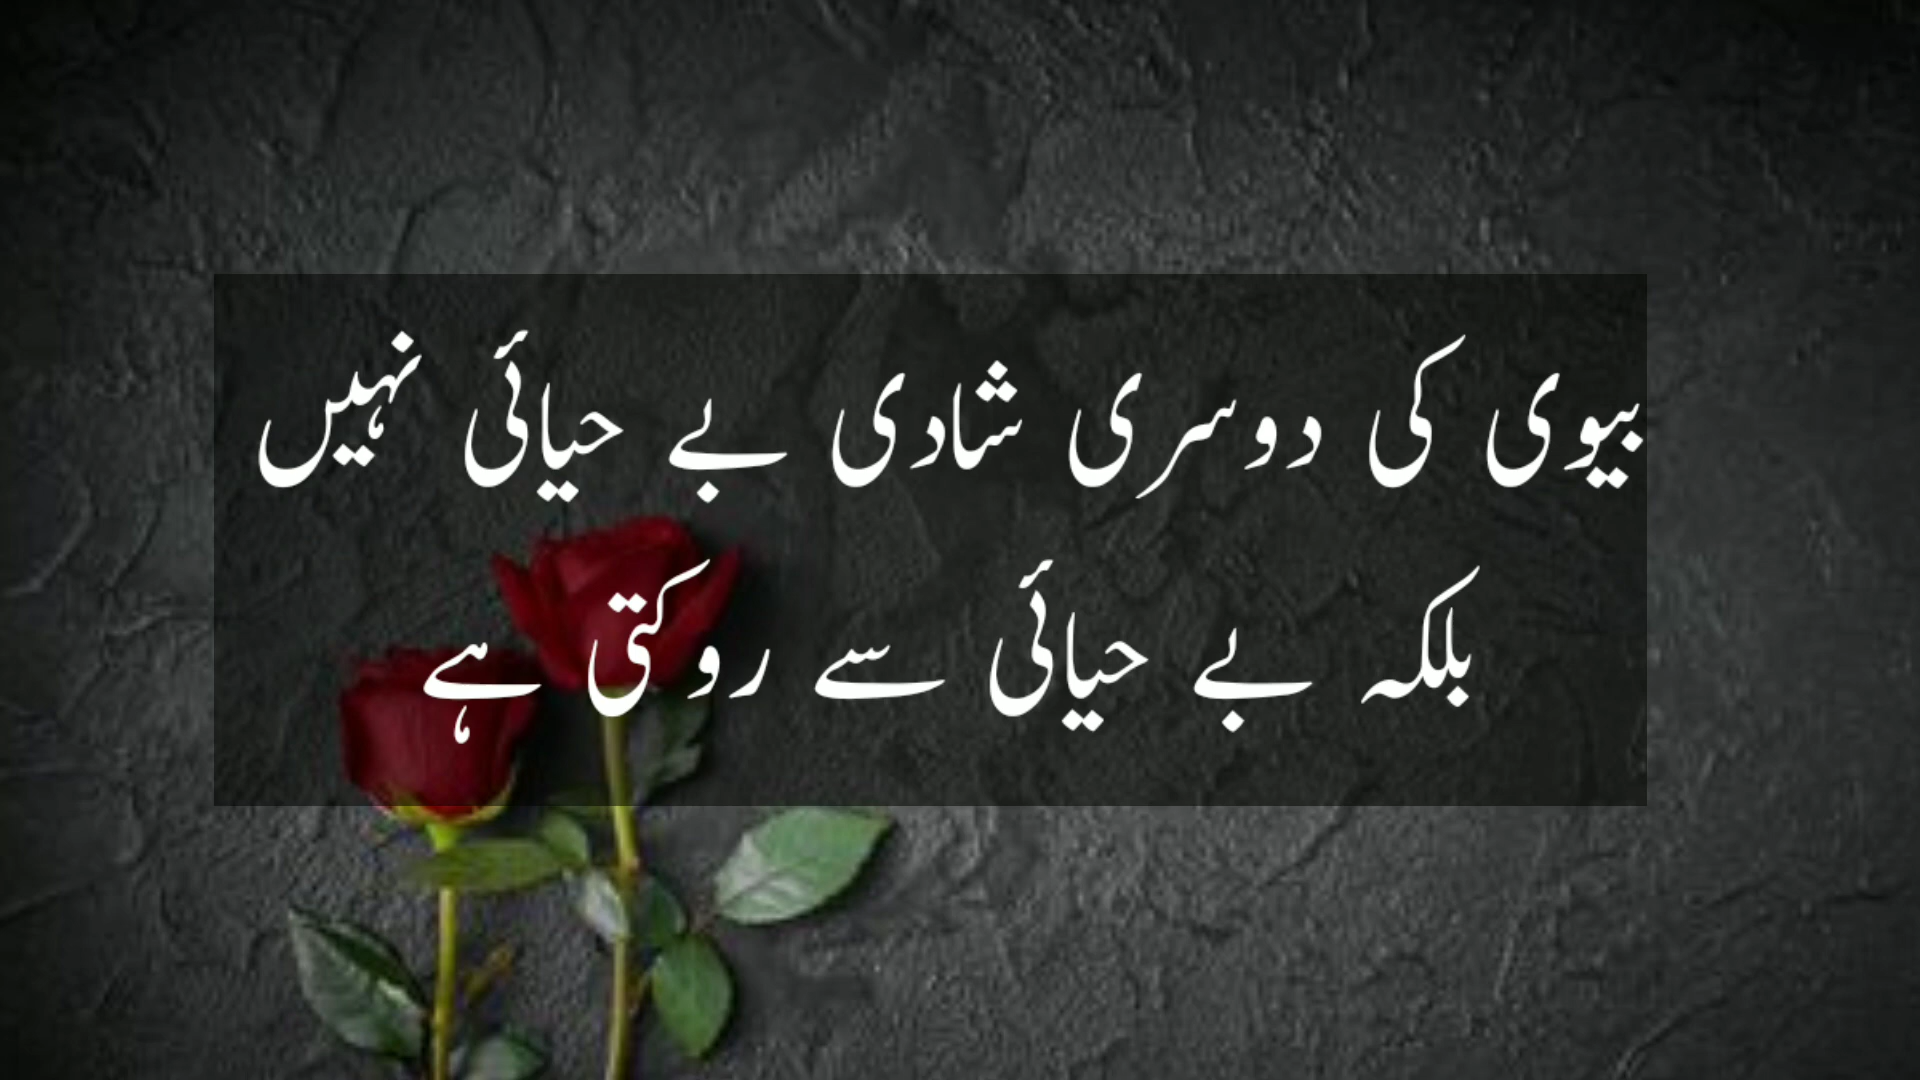 بیوی کی دوسری شادی بے حیائی نہیں
بلکہ بے حیائی سے روکتی ہے